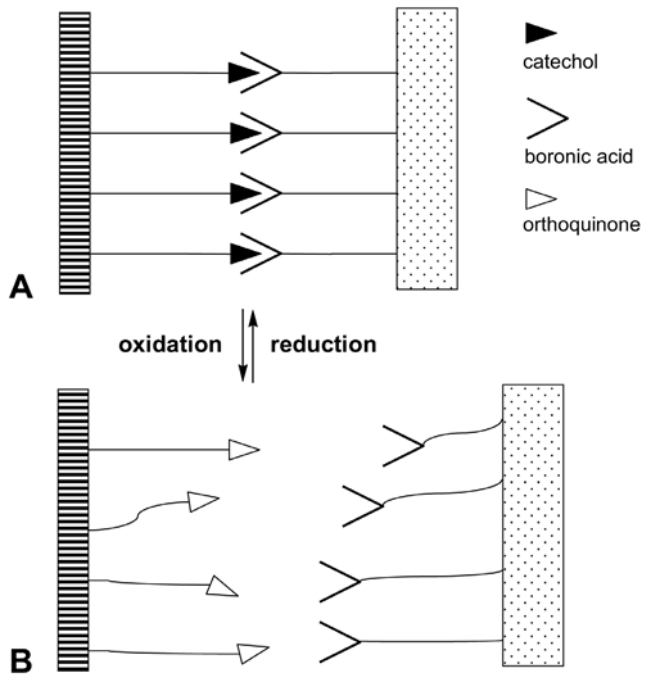 catechol
boronic acid
orthoquinone
A
oxidation reduction
B